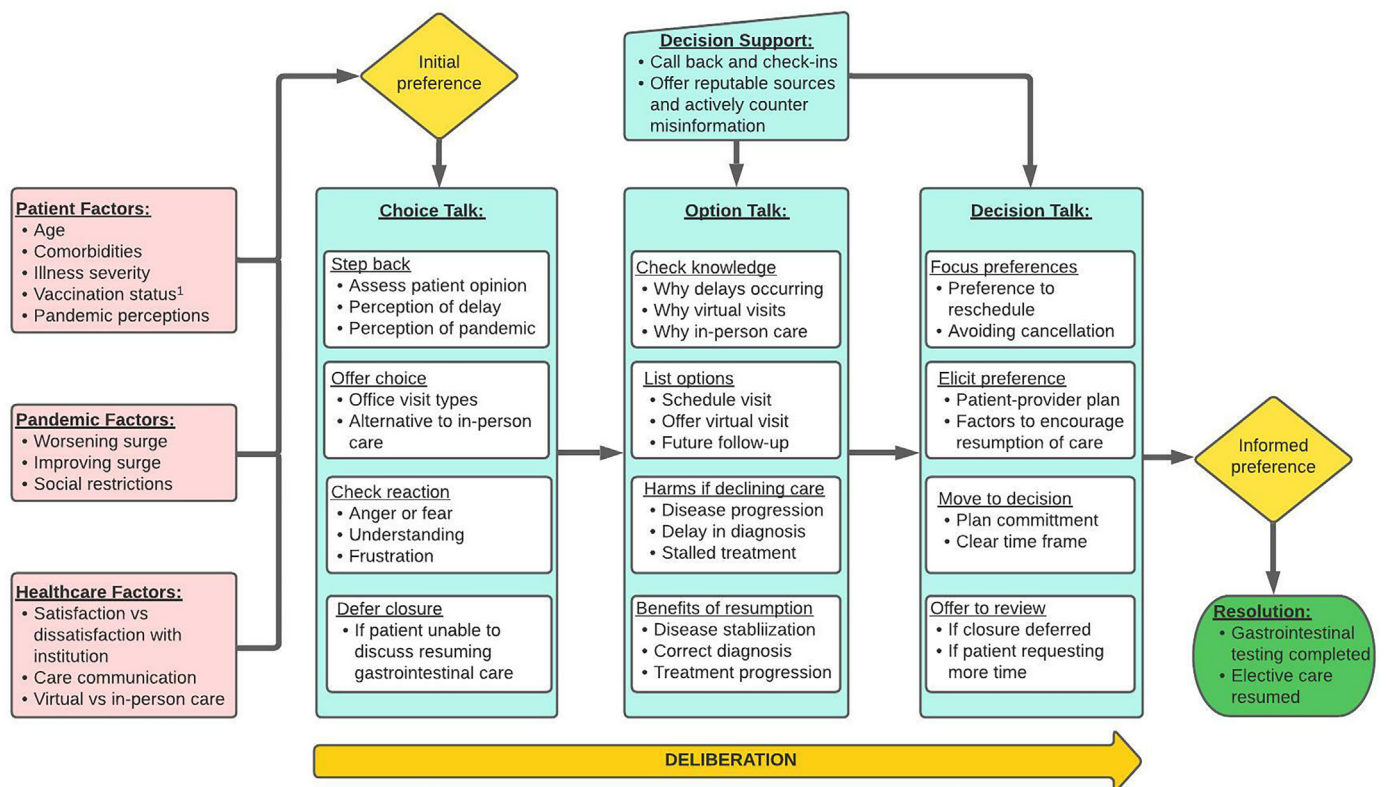 Initial
preference
Decision Support:
• Call back and check-ins
• Offer reputable sources
and actively counter
misinformation
Patient Factors:
• Age
• Comorbidities
• Illness severity
• Vaccination status¹
• Pandemic perceptions
Pandemic Factors:
• Worsening surge
• Improving surge
• Social restrictions
Healthcare Factors:
• Satisfaction vs
dissatisfaction with
institution
• Care communication
• Virtual vs in-person care
Choice Talk:
Step back
• Assess patient opinion
• Perception of delay
• Perception of pandemic
Offer choice
• Office visit types
• Alternative to in-person
care
Check reaction
• Anger or fear
• Understanding
• Frustration
Defer closure
• If patient unable to
discuss resuming
gastrointestinal care
Option Talk:
Check knowledge
• Why delays occurring
• Why virtual visits
• Why in-person care
List options
• Schedule visit
• Offer virtual visit
• Future follow-up
Harms if declining care
• Disease progression
• Delay in diagnosis
• Stalled treatment
Benefits of resumption
• Disease stabliization
• Correct diagnosis
• Treatment progression
Decision Talk:
Focus preferences
• Preference to
reschedule
• Avoiding cancellation
Elicit preference
• Patient-provider plan
• Factors to encourage
resumption of care
Move to decision
• Plan committment
• Clear time frame
Offer to review
• If closure deferred
• If patient requesting
more time
Informed
preference
Resolution:
• Gastrointestinal
testing completed
• Elective care
resumed
DELIBERATION